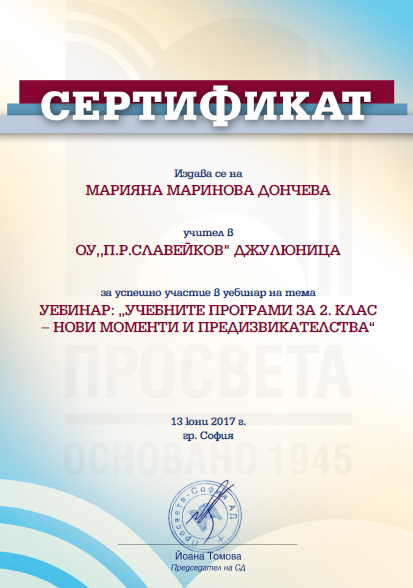 СЕРТИФИКАТ
Издава се на
МАРИЯНА МАРИНОВА ДОНЧЕВА
учител в
ОУ,,П.Р.СЛАВЕЙКОВ" ДЖУЛЮНИЦА
за успешно участие в уебинар на тема
УЕБИНАР: „УЧЕБНИТЕ ПРОГРАМИ ЗА 2. КЛАС
– НОВИ МОМЕНТИ И ПРЕДИЗВИКАТЕЛСТВА“
ПРОСВЕТА
13 юни 2017 г.
гр. София
ОСНОВАНО 1945
Просвета-София АД
Йоана Томова
Председател на СД